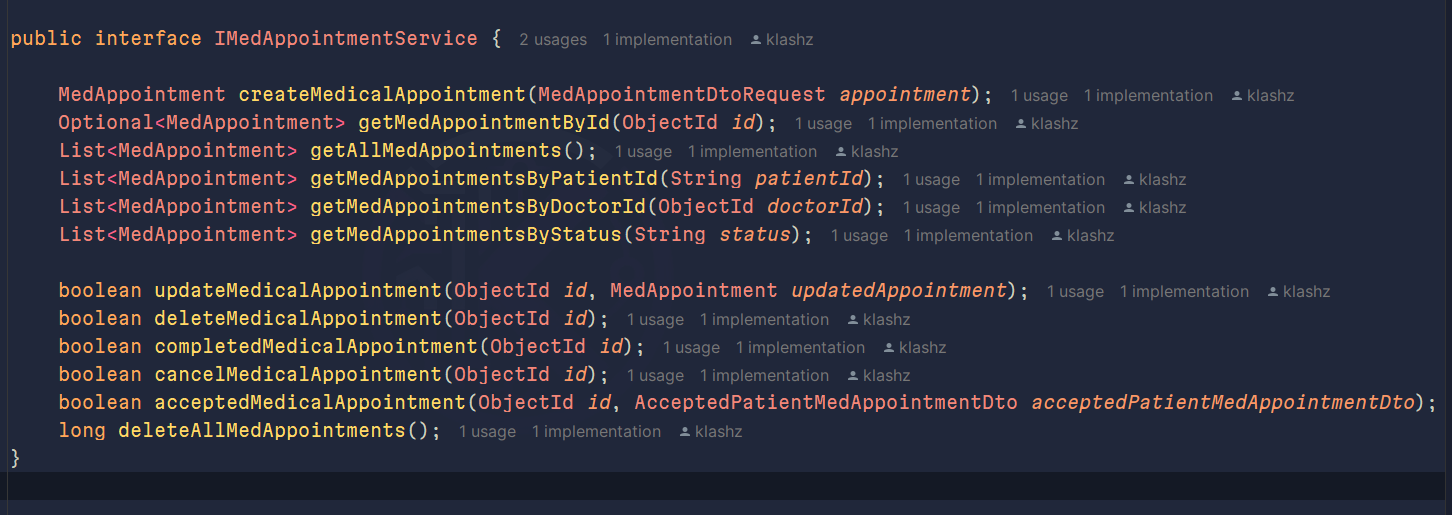 public interface IMedAppointmentService { 2 usages 1 implementation klashz
MedAppointment createMedicalAppointment(MedAppointmentDtoRequest appointment); 1 usage 1 implementation klashz
Optional<MedAppointment> getMedAppointmentById(ObjectId id); 1 usage 1 implementation klashz
List<MedAppointment> getAllMedAppointments(); 1 usage 1 implementation klashz
List<MedAppointment> getMedAppointmentsByPatientId(String patientId); 1 usage 1 implementation klashz
List<MedAppointment> getMedAppointmentsByDoctorId(ObjectId doctorId); 1 usage 1 implementation klashz
List<MedAppointment> getMedAppointmentsByStatus(String status); 1 usage 1 implementation klashz
boolean updateMedicalAppointment(ObjectId id, MedAppointment updatedAppointment); 1 usage 1 implementation klashz
boolean deleteMedicalAppointment(ObjectId id); 1 usage 1 implementation klashz
boolean completedMedicalAppointment(ObjectId id); 1 usage 1 implementation klashz
boolean cancelMedicalAppointment(ObjectId id); 1 usage 1 implementation klashz
boolean acceptedMedicalAppointment(ObjectId id, AcceptedPatientMedAppointmentDto acceptedPatientMedAppointmentDto);
long deleteAllMedAppointments(); 1 usage 1 implementation klashz
}